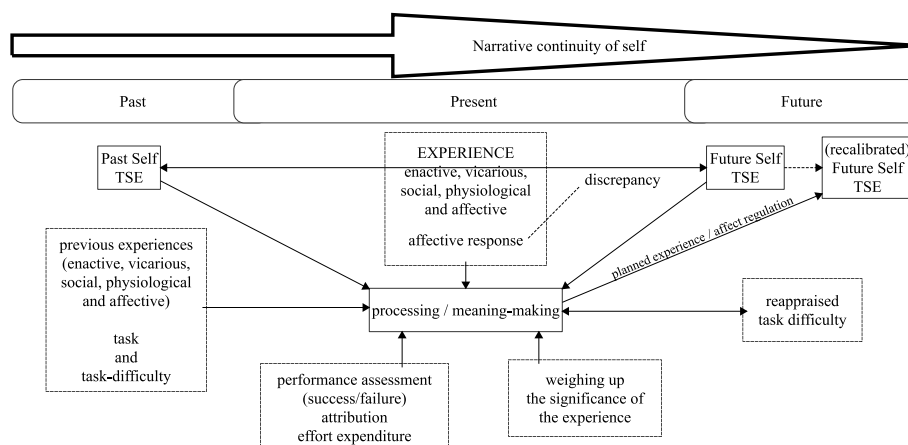 Narrative continuity of self
Past
Present
Future
Past Self
TSE
EXPERIENCE
enactive, vicarious,
social, physiological
and affective
affective response
discrepancy
Future Self
TSE
(recalibrated)
Future Self
TSE
planned experience / affect regulation
previous experiences
(enactive, vicarious,
social, physiological
and affective)
task
and
task-difficulty
processing / meaning-making
reappraised
task difficulty
performance assessment
(success/failure)
attribution
effort expenditure
weighing up
the significance of
the experience